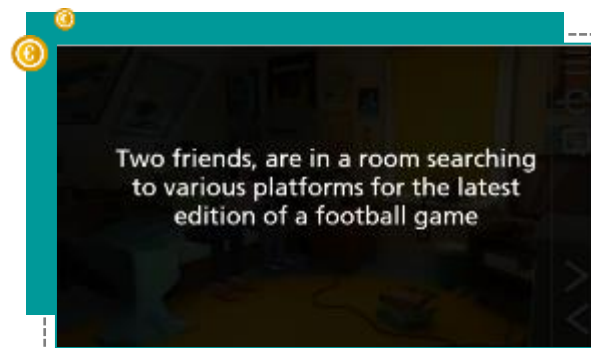 Two friends, are in a room searching
to various platforms for the latest
edition of a football game